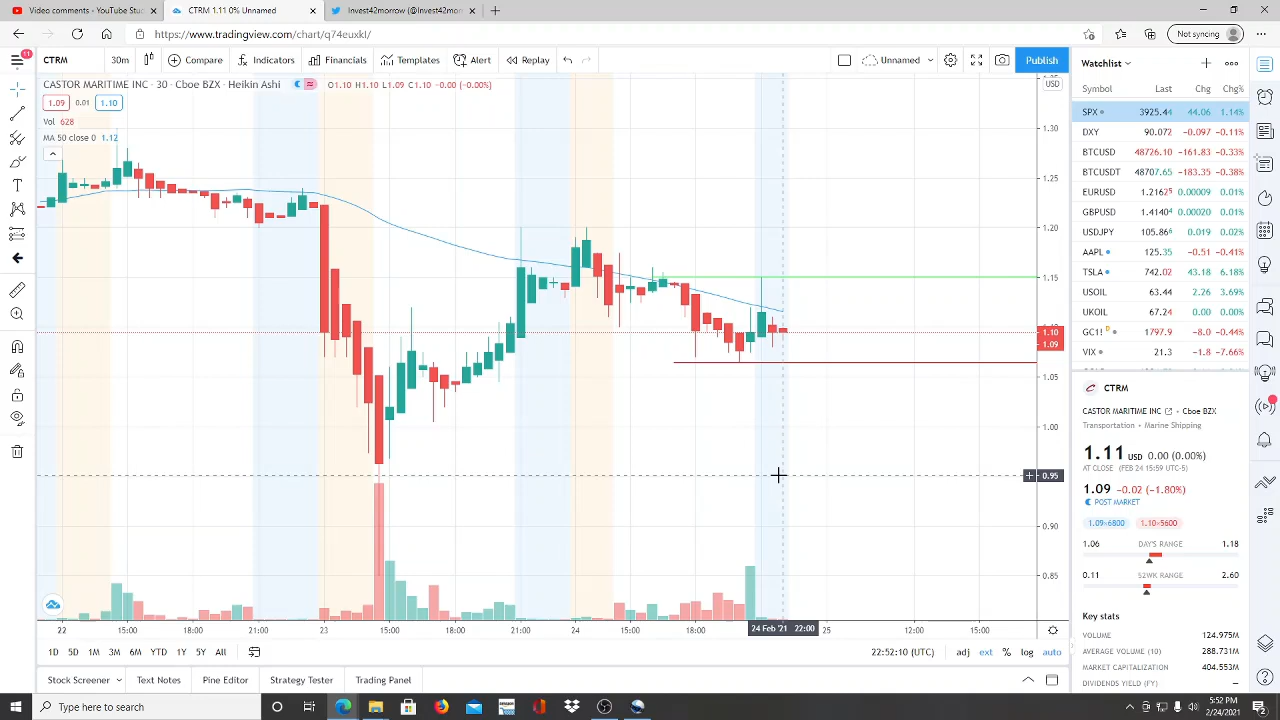 Video comments - YouTube Stu
CTRM 1.11 0.00% Unnamed
Invest42morrow (@Invest42morro
https://www.tradingview.com/chart/q74euxkl/
Not syncing
11
CTRM
30m
Compare
Indicators
Financials
Templates
Alert
Replay
Unnamed
Publish
CASTOR MARITIME INC · 30 · Cboe BZX · Heikin Ashi
O1.10 H1.10 L1.09 C1.10 -0.00 (-0.00%)
1.09 0.01 1.10
Vol 628
MA 50 close 0 1.12
USD
1.30
1.25
1.20
1.15
1.10
1.09
1.05
1.00
0.95
0.90
0.85
22 15:00 18:00 21:00 23 15:00 18:00 21:00 24 15:00 18:00 24 Feb '21 22:00 25 12:00 15:00
1D 5D 1M 3M 6M YTD 1Y 5Y All
22:52:10 (UTC) adj ext % log auto
Stock Screener Text Notes Pine Editor Strategy Tester Trading Panel
Watchlist
Symbol Last Chg Chg%
SPX 3925.44 44.06 1.14%
DXY 90.072 -0.097 -0.11%
BTCUSD 48726.10 -161.83 -0.33%
BTCUSDT 48707.65 -183.35 -0.38%
EURUSD 1.21625 0.00009 0.01%
GBPUSD 1.41404 0.00020 0.01%
USDJPY 105.866 0.019 0.02%
AAPL 125.35 -0.51 -0.41%
TSLA 742.02 43.18 6.18%
USOIL 63.44 2.26 3.69%
UKOIL 67.24 0.00 0.00%
GC1! D 1797.9 -8.0 -0.44%
VIX 21.3 -1.8 -7.66%
CTRM
CASTOR MARITIME INC · Cboe BZX
Transportation · Marine Shipping
1.11 USD 0.00 (0.00%)
AT CLOSE (FEB 24 15:59 UTC-5)
1.09 -0.02 (-1.80%)
POST MARKET
1.09×6800 1.10×5600
1.06 DAY'S RANGE 1.18
0.11 52WK RANGE 2.60
Key stats
VOLUME 124.975M
AVERAGE VOLUME (10) 288.731M
MARKET CAPITALIZATION 404.553M
DIVIDENDS YIELD (FY) —
Type here to search
5:52 PM
2/24/2021